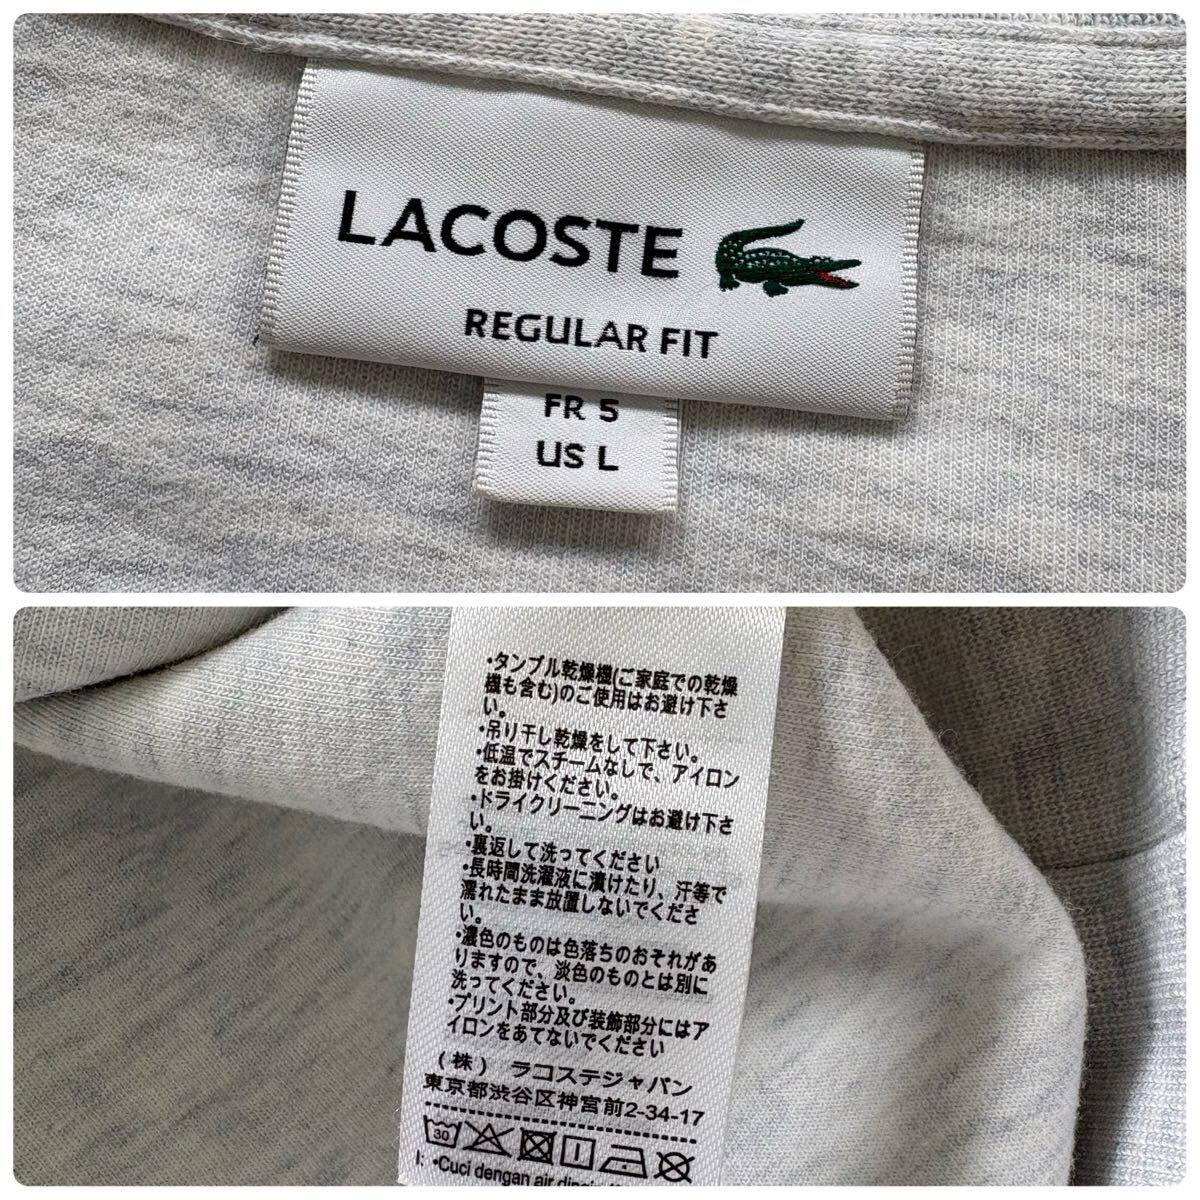 LACOSTE
REGULAR FIT
FR 5
US L
・タンブル乾燥機(ご家庭での乾燥
機も含む)のご使用はお避け下さ
い。
・吊り干し乾燥をして下さい。
・低温でスチームなしで、アイロン
をお掛けください。
・ドライクリーニングはお避け下さ
い。
・裏返して洗ってください
・長時間洗濯液に漬けたり、汗等で
濡れたまま放置しないでくださ
い。
・濃色のものは色落ちのおそれがあ
りますので、淡色のものとは別に
洗ってください。
・プリント部分及び装飾部分にはア
イロンをあてないでください
(株) ラコステジャパン
東京都渋谷区神宮前2-34-17
30
I: •Cuci dengan air